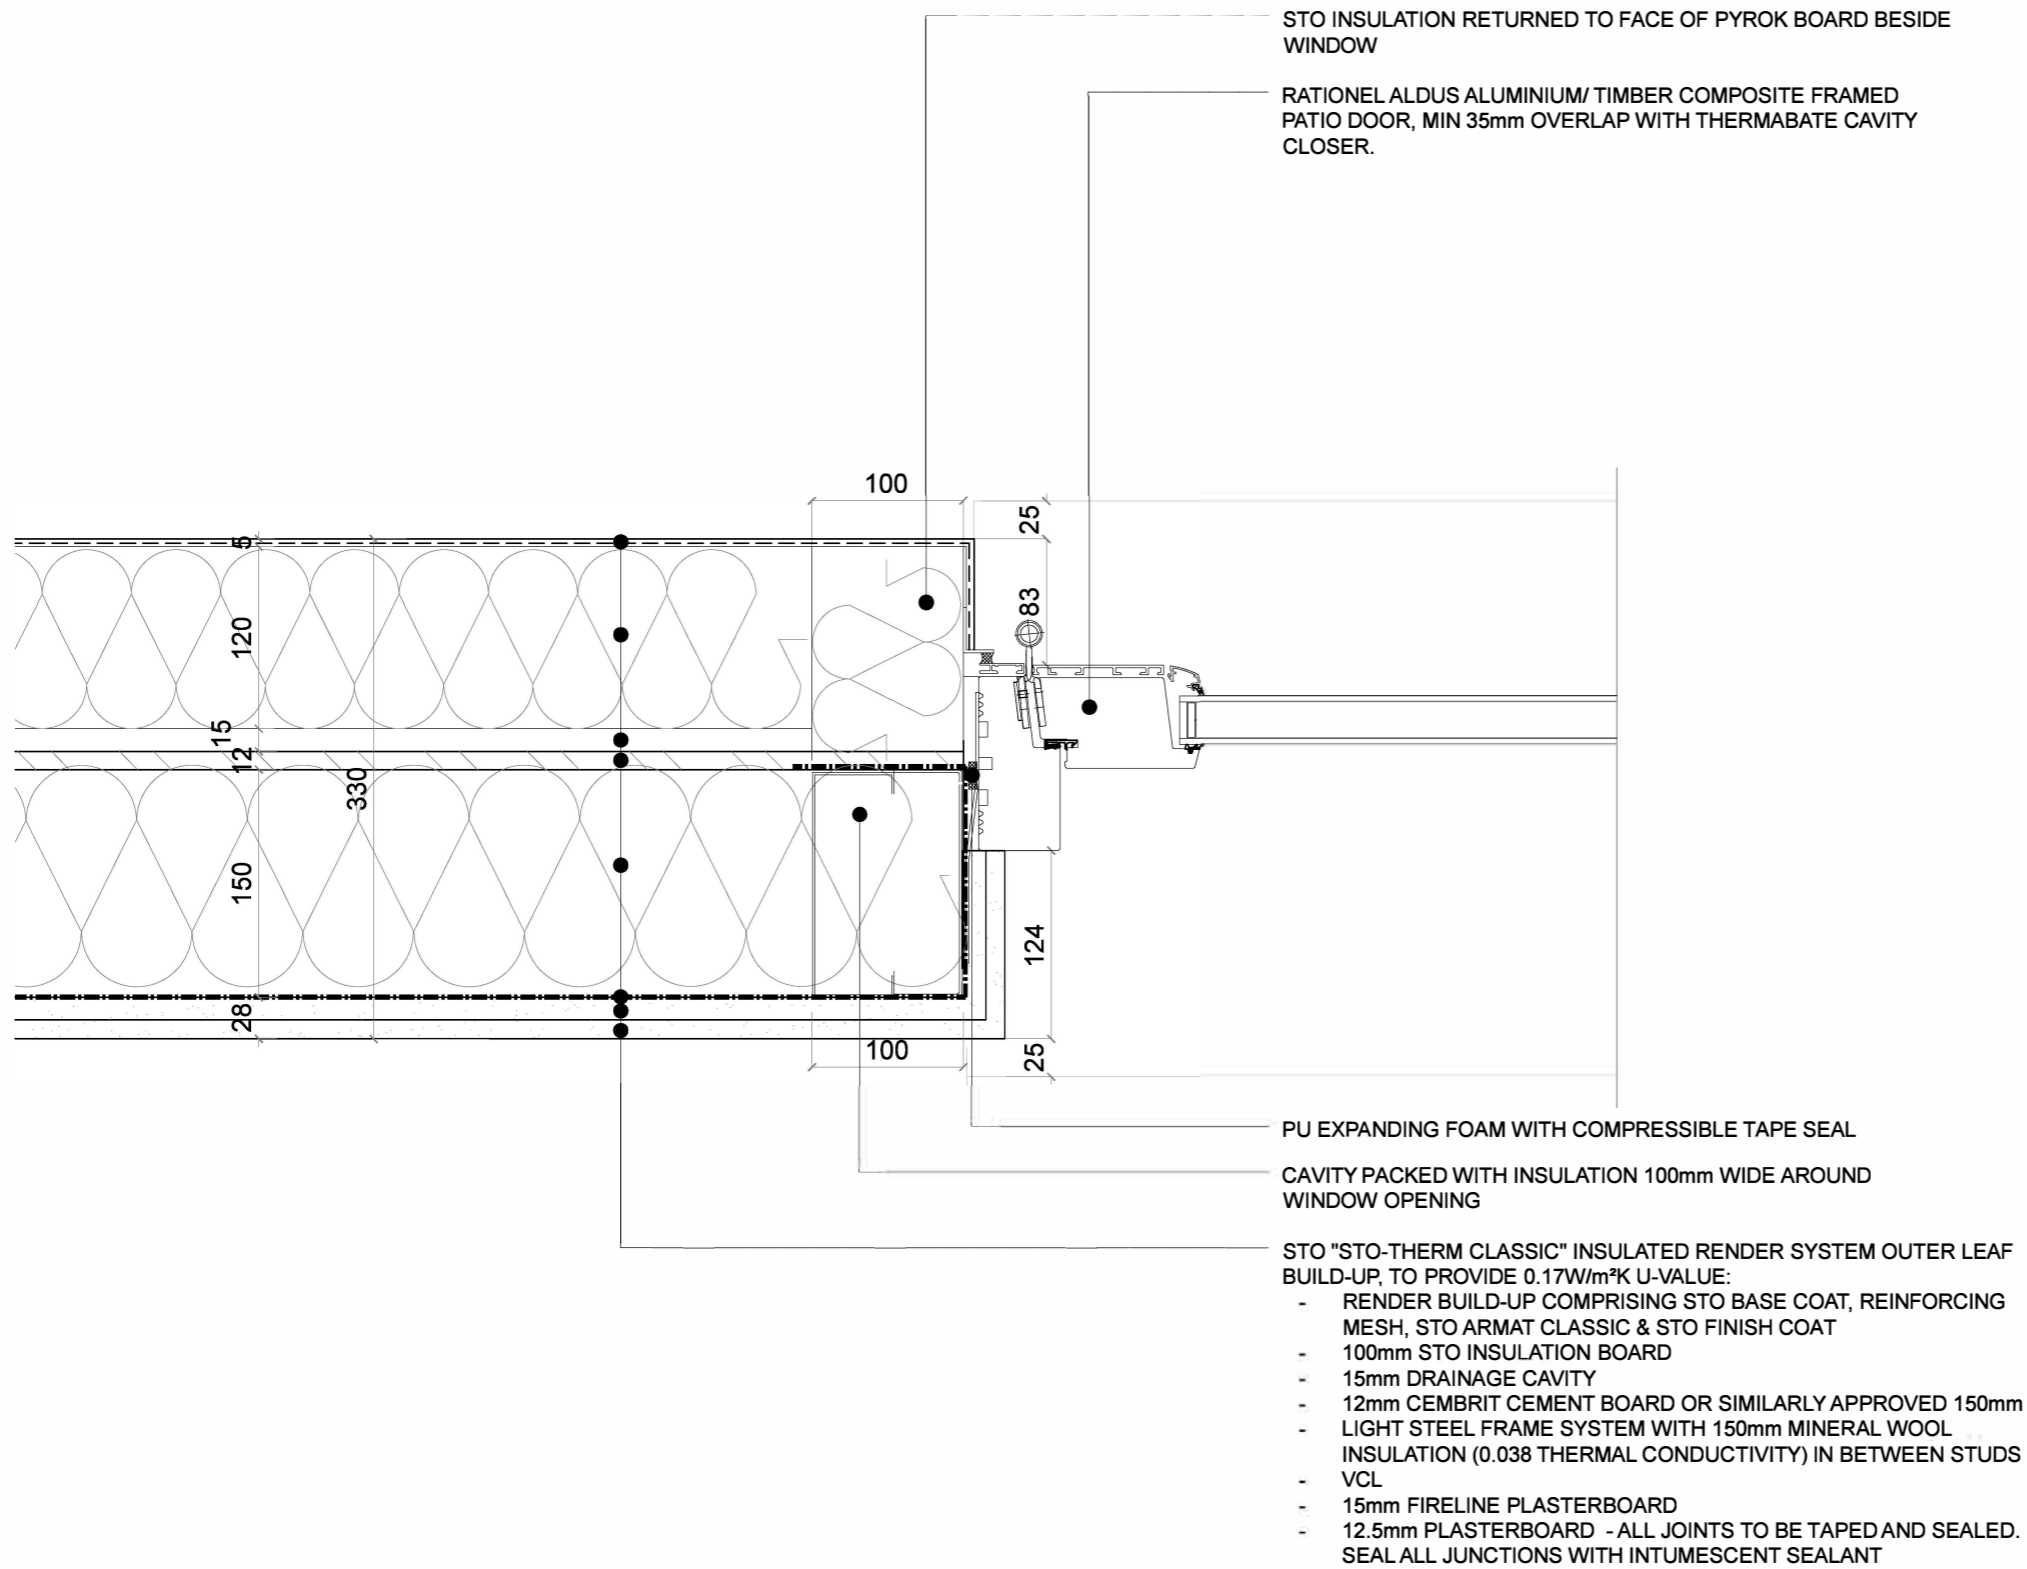 STO INSULATION RETURNED TO FACE OF PYROK BOARD BESIDE
WINDOW
RATIONEL ALDUS ALUMINIUM/ TIMBER COMPOSITE FRAMED
PATIO DOOR, MIN 35mm OVERLAP WITH THERMABATE CAVITY
CLOSER.
100
25
5
83
120
15
12
330
150
124
28
100
25
PU EXPANDING FOAM WITH COMPRESSIBLE TAPE SEAL
CAVITY PACKED WITH INSULATION 100mm WIDE AROUND
WINDOW OPENING
STO "STO-THERM CLASSIC" INSULATED RENDER SYSTEM OUTER LEAF
BUILD-UP, TO PROVIDE 0.17W/m²K U-VALUE:
- RENDER BUILD-UP COMPRISING STO BASE COAT, REINFORCING
MESH, STO ARMAT CLASSIC & STO FINISH COAT
- 100mm STO INSULATION BOARD
- 15mm DRAINAGE CAVITY
- 12mm CEMBRIT CEMENT BOARD OR SIMILARLY APPROVED 150mm
- LIGHT STEEL FRAME SYSTEM WITH 150mm MINERAL WOOL
INSULATION (0.038 THERMAL CONDUCTIVITY) IN BETWEEN STUDS
- VCL
- 15mm FIRELINE PLASTERBOARD
- 12.5mm PLASTERBOARD - ALL JOINTS TO BE TAPED AND SEALED.
SEAL ALL JUNCTIONS WITH INTUMESCENT SEALANT